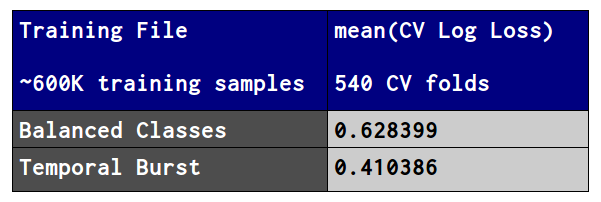 Training File
mean(CV Log Loss)
~600K training samples
540 CV folds
Balanced Classes
0.628399
Temporal Burst
0.410386